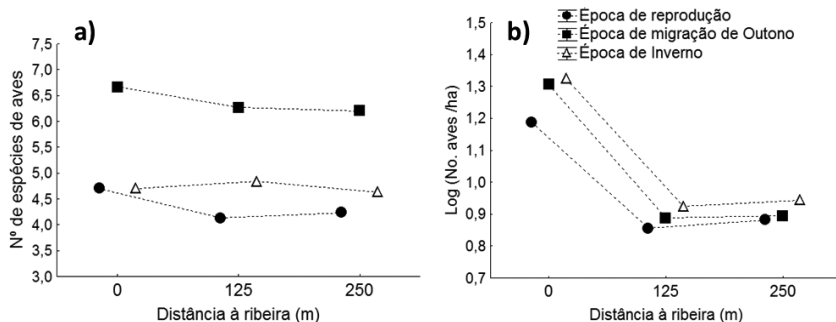 a)
Nº de espécies de aves
7,5
7,0
6,5
6,0
5,5
5,0
4,5
4,0
3,5
3,0
0
125
250
Distância à ribeira (m)
b)
Época de reprodução
Época de migração de Outono
Época de Inverno
Log (No. aves /ha)
1,5
1,4
1,3
1,2
1,1
1,0
0,9
0,8
0,7
0
125
250
Distância à ribeira (m)